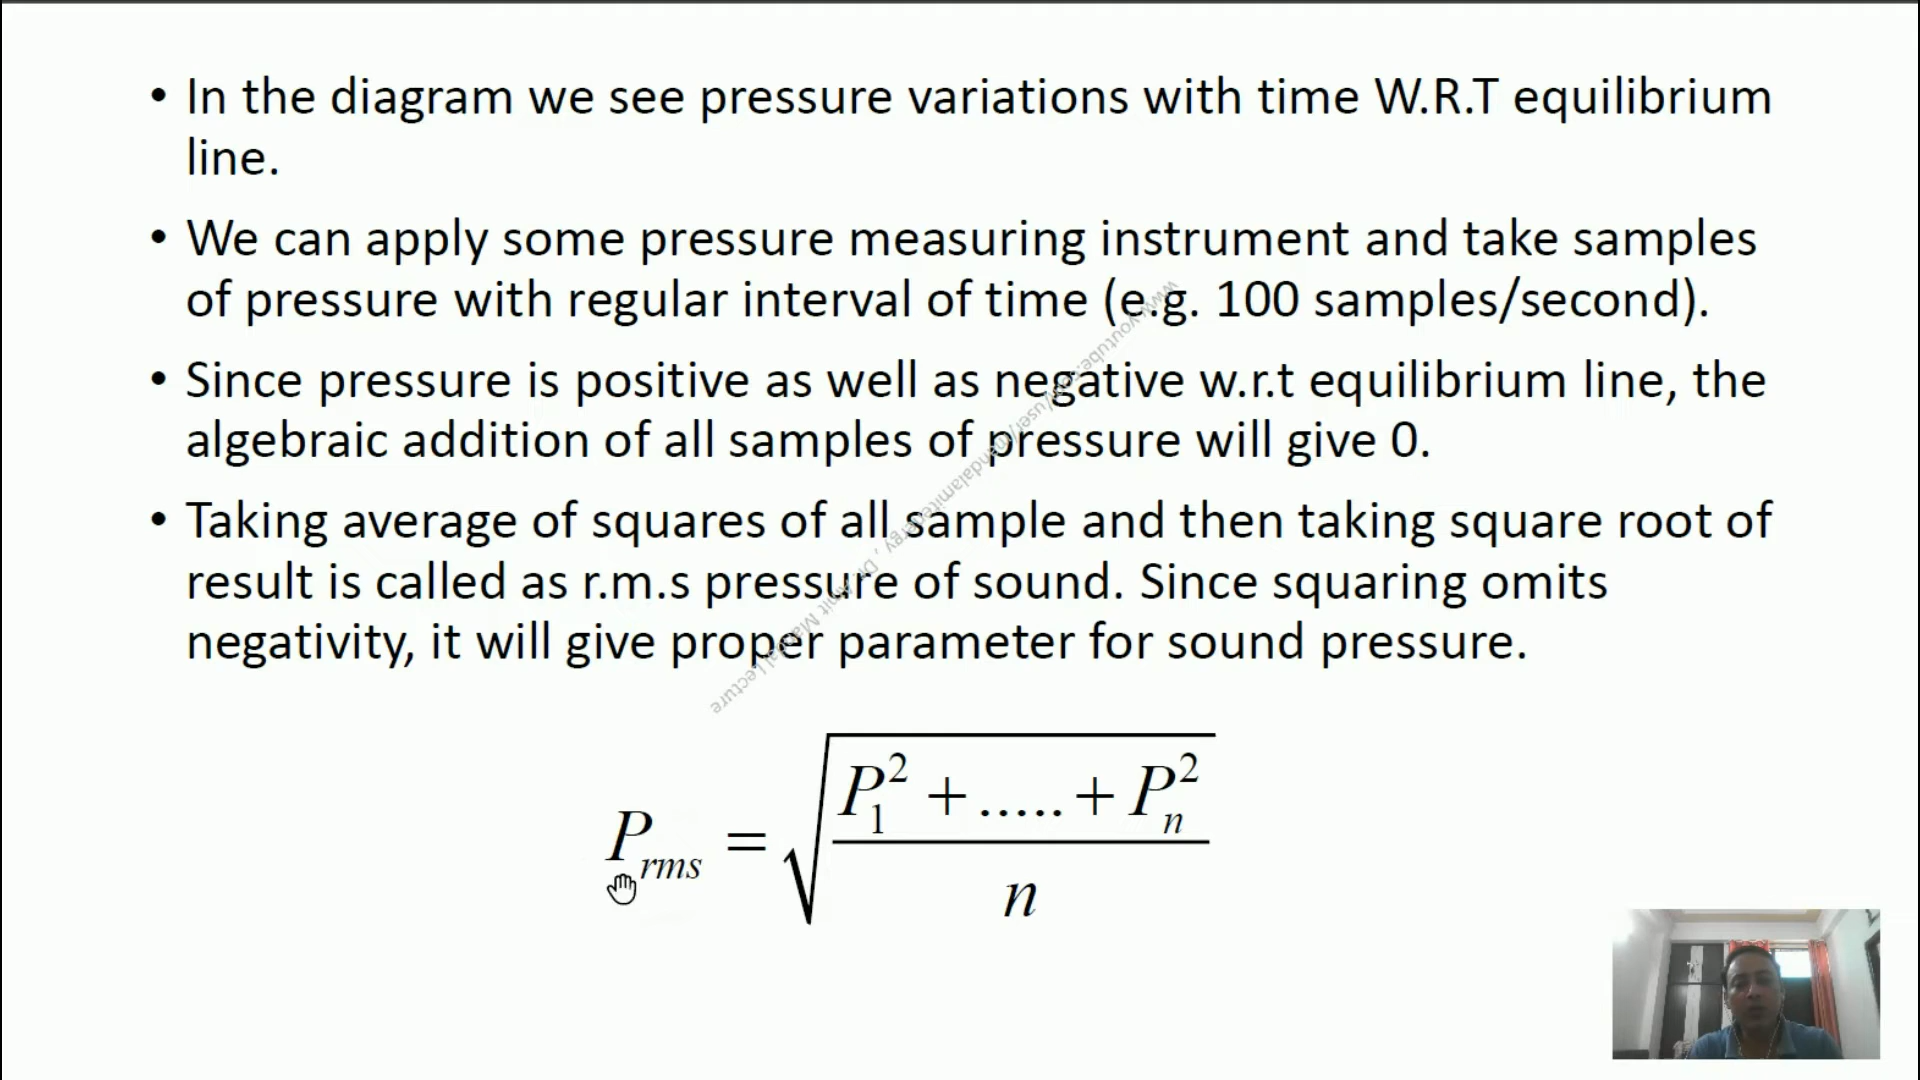 • In the diagram we see pressure variations with time W.R.T equilibrium
line.
• We can apply some pressure measuring instrument and take samples
of pressure with regular interval of time (e.g. 100 samples/second).
• Since pressure is positive as well as negative w.r.t equilibrium line, the
algebraic addition of all samples of pressure will give 0.
• Taking average of squares of all sample and then taking square root of
result is called as r.m.s pressure of sound. Since squaring omits
negativity, it will give proper parameter for sound pressure.
P_rms = √((P_1^2 + ..... + P_n^2) / n)